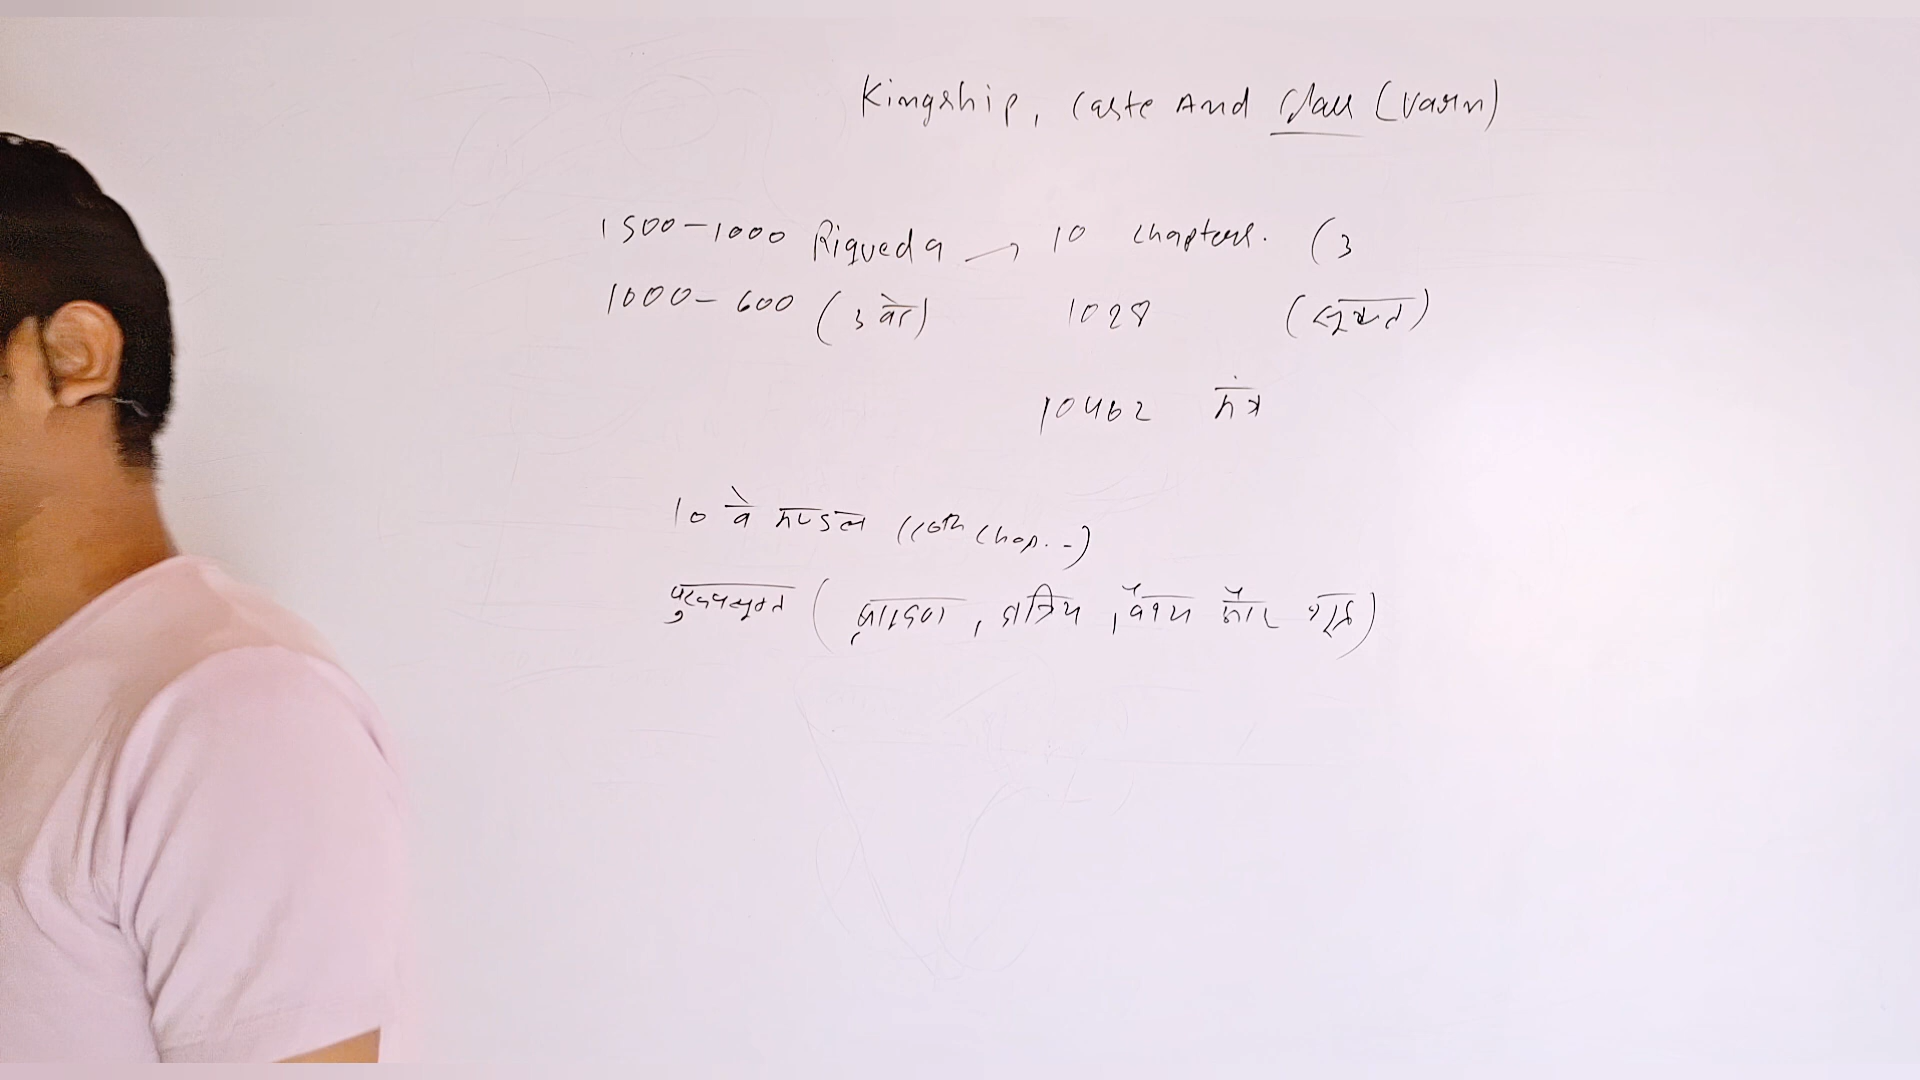 Kingship, Caste And Class (Varn)
1500-1000 Rigveda → 10 Chapters. (3
1000-600 (3 वेद) 1028 (सूक्त)
10462 मंत्र
10 वे मण्डल (10th Chap. -)
पुरुषसूक्त (ब्राह्मण, क्षत्रिय, वैश्य और शूद्र)